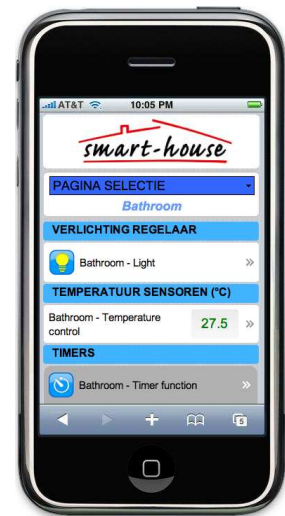 AT&T 10:05 PM
smart-house
PAGINA SELECTIE
Bathroom
VERLICHTING REGELAAR
Bathroom - Light
TEMPERATUUR SENSOREN (°C)
Bathroom - Temperature
control
27.5
TIMERS
Bathroom - Timer function
5